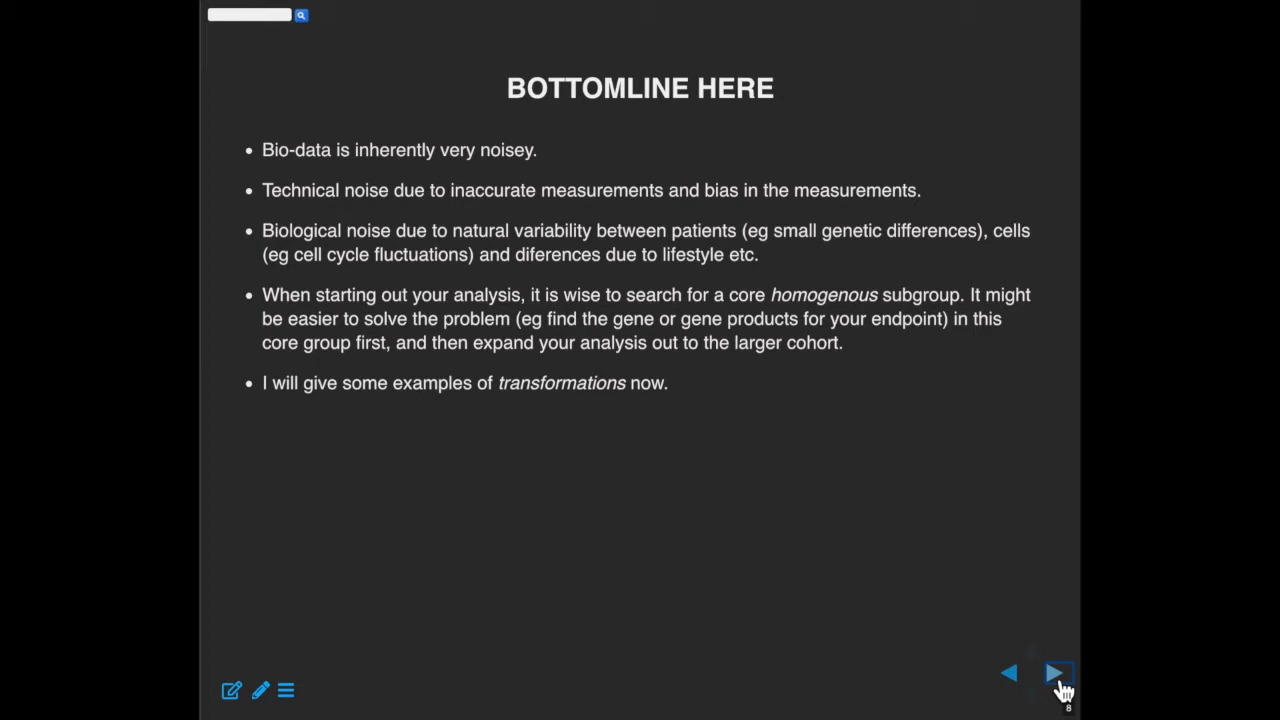 BOTTOMLINE HERE
• Bio-data is inherently very noisey.
• Technical noise due to inaccurate measurements and bias in the measurements.
• Biological noise due to natural variability between patients (eg small genetic differences), cells
(eg cell cycle fluctuations) and diferences due to lifestyle etc.
• When starting out your analysis, it is wise to search for a core homogenous subgroup. It might
be easier to solve the problem (eg find the gene or gene products for your endpoint) in this
core group first, and then expand your analysis out to the larger cohort.
• I will give some examples of transformations now.
8